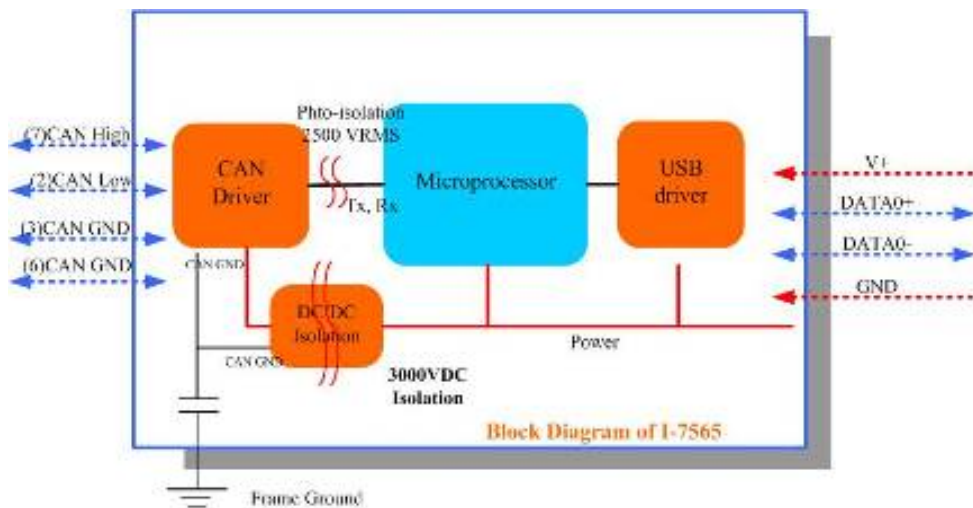 Phto-isolation
2500 VRMS
(7)CAN High
(2)CAN Low
(3)CAN GND
(6)CAN GND
CAN
Driver
Tx, Rx
Microprocessor
USB
driver
V+
DATA0+
DATA0-
GND
CAN GND
DC/DC
Isolation
CAN GND
3000VDC
Isolation
Power
Block Diagram of I-7565
Frame Ground